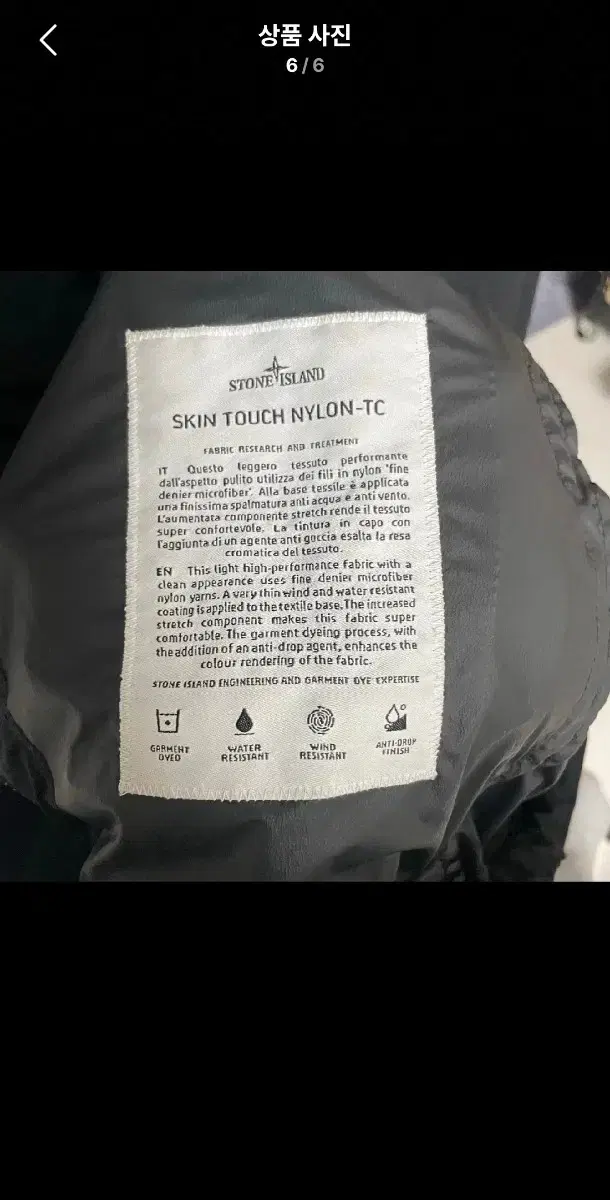 상품 사진
6 / 6
STONE ISLAND
SKIN TOUCH NYLON-TC
FABRIC RESEARCH AND TREATMENT
IT Questo leggero tessuto performante
dall'aspetto pulito utilizza dei fili in nylon 'fine
denier microfiber'. Alla base tessile è applicata
una finissima spalmatura anti acqua e anti vento.
L'aumentata componente stretch rende il tessuto
super confortevole. La tintura in capo con
l'aggiunta di un agente anti goccia esalta la resa
cromatica del tessuto.
EN This light high-performance fabric with a
clean appearance uses fine denier microfiber
nylon yarns. A very thin wind and water resistant
coating is applied to the textile base. The increased
stretch component makes this fabric super
comfortable. The garment dyeing process, with
the addition of an anti-drop agent, enhances the
colour rendering of the fabric.
STONE ISLAND ENGINEERING AND GARMENT DYE EXPERTISE
GARMENT
DYED
WATER
RESISTANT
WIND
RESISTANT
ANTI-DROP
FINISH